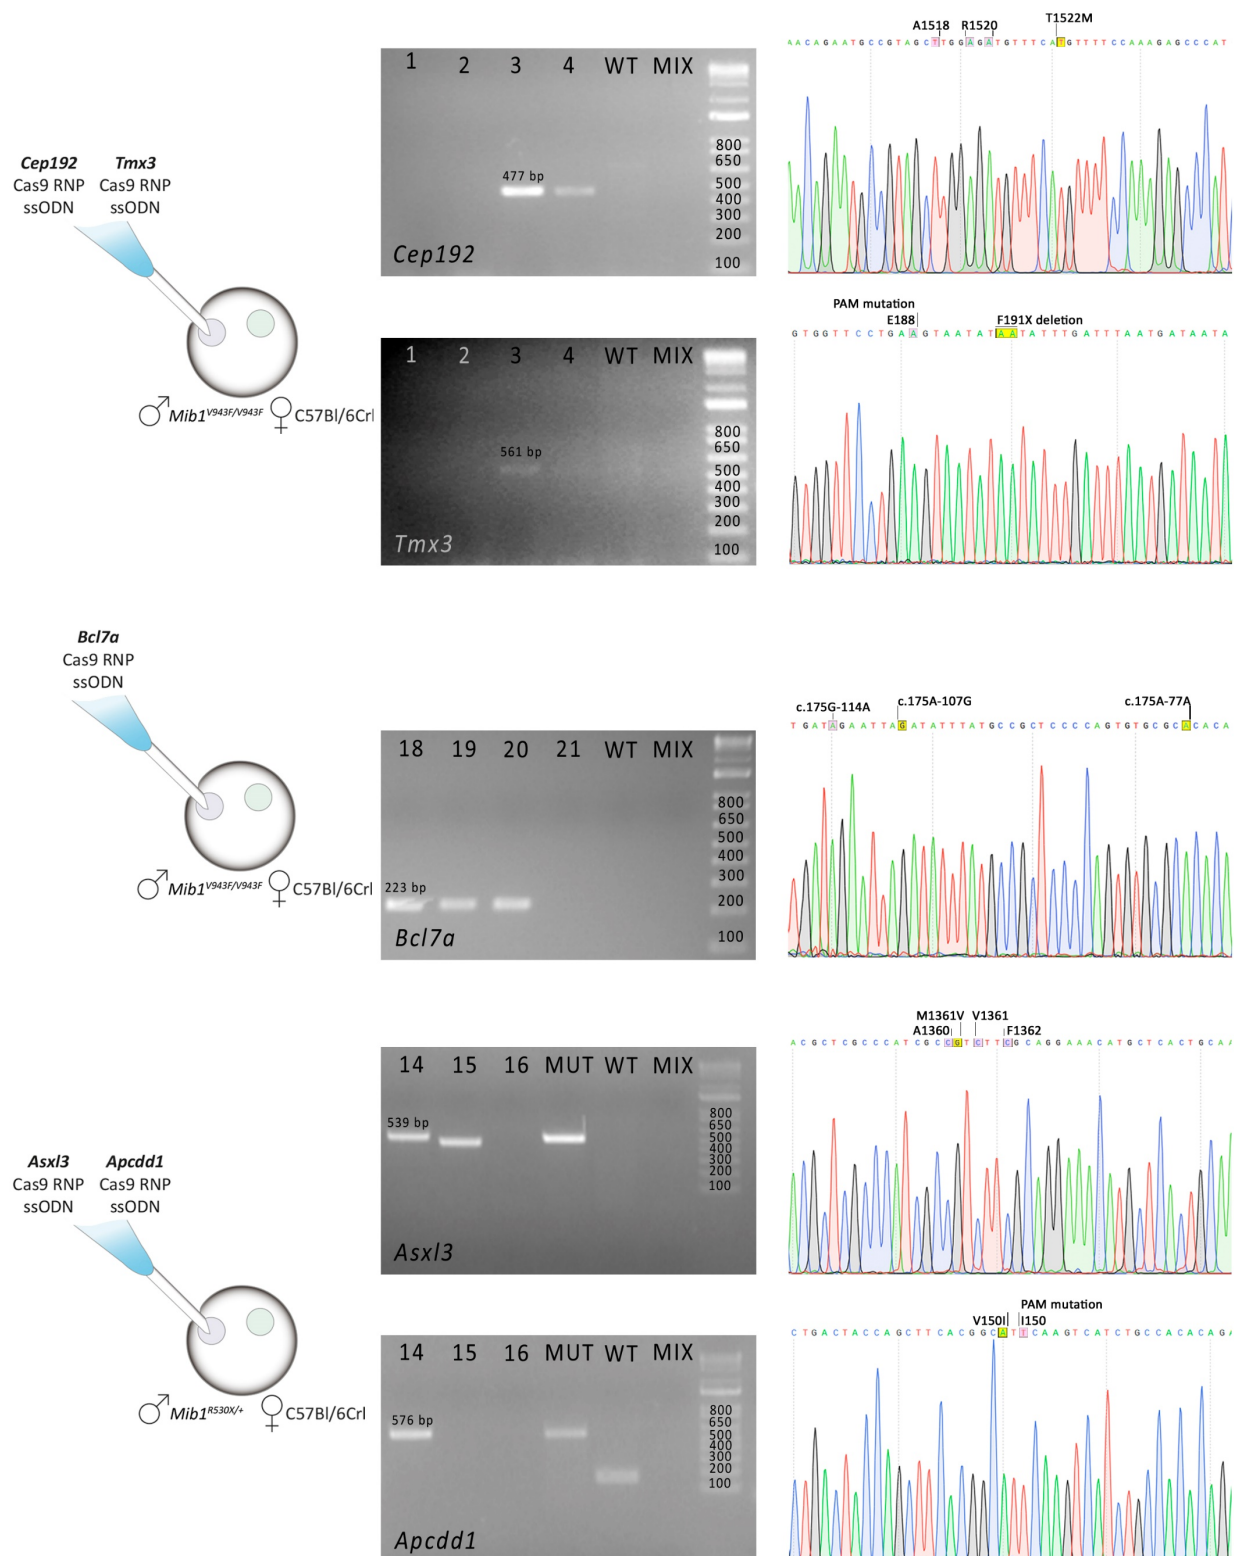 Cep192 Tmx3
Cas9 RNP Cas9 RNP
ssODN ssODN
♂ Mib1V943F/V943F ♀ C57Bl/6Crl
1 2 3 4 WT MIX
477 bp
800
650
500
400
300
200
100
Cep192
A1518 R1520 T1522M
AACAGAATGCCGTAGCTTGGAGATGTTTCATGTTTTCCAAAGAGCCCAT
1 2 3 4 WT MIX
561 bp
800
650
500
400
300
200
100
Tmx3
PAM mutation
E188 F191X deletion
GTGGTTCCTGAAGTAATATAATATTTGATTTAATGATAATA
Bcl7a
Cas9 RNP
ssODN
♂ Mib1V943F/V943F ♀ C57Bl/6Crl
18 19 20 21 WT MIX
223 bp
800
650
500
400
300
200
100
Bcl7a
c.175G-114A c.175A-107G c.175A-77A
TGATAGAATTAGATATTTATGCCGCTCCCCAGTGTGCGCACACA
Asxl3 Apcdd1
Cas9 RNP Cas9 RNP
ssODN ssODN
♂ Mib1R530X/+ ♀ C57Bl/6Crl
14 15 16 MUT WT MIX
539 bp
800
650
500
400
300
200
100
Asxl3
M1361V V1361
A1360 F1362
ACGCTCGCCCATCGCCGTCTTCGCAGGAAACATGCTCACTGCAA
14 15 16 MUT WT MIX
576 bp
800
650
500
400
300
200
100
Apcdd1
PAM mutation
V150I I150
CTGACTACCAGCTTCACGGCATTCAAGTCATCTGCCACACAGA